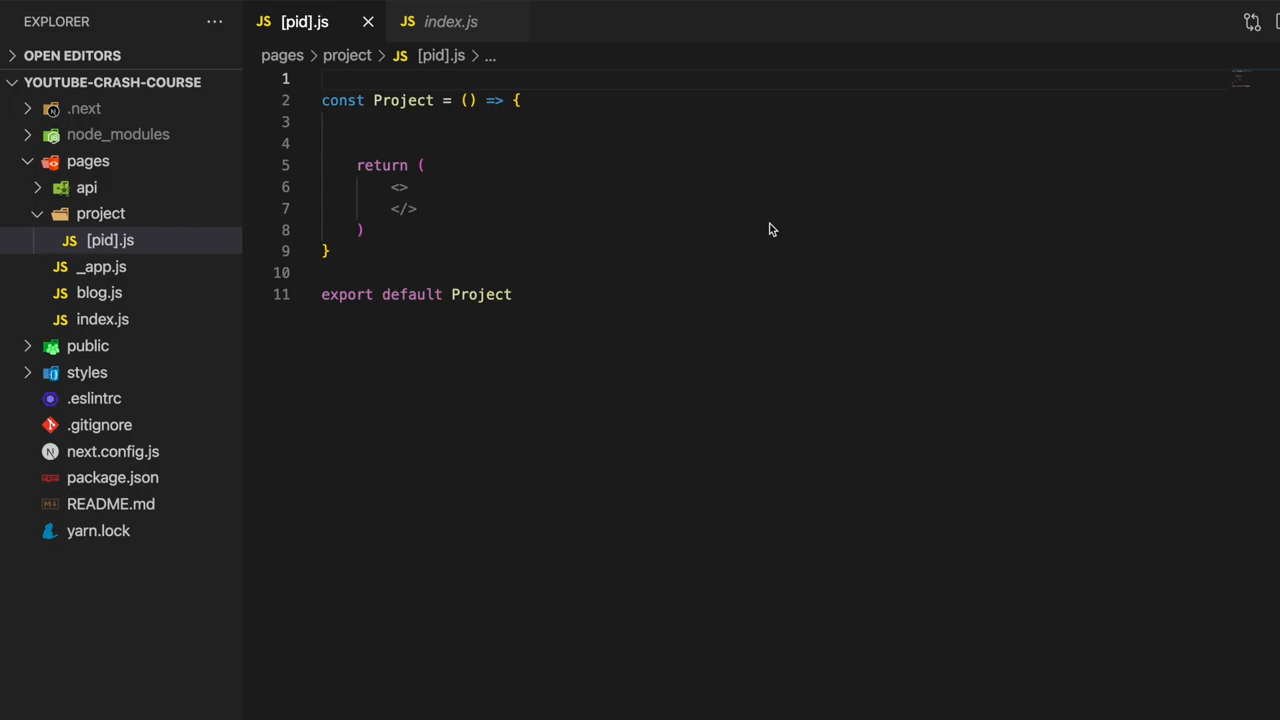 EXPLORER ...
OPEN EDITORS
YOUTUBE-CRASH-COURSE
.next
node_modules
pages
api
project
JS [pid].js
JS _app.js
JS blog.js
JS index.js
public
styles
.eslintrc
.gitignore
N next.config.js
package.json
README.md
yarn.lock
JS [pid].js JS index.js
pages > project > JS [pid].js > ...
1
2 const Project = () => {
3
4
5 return (
6 <>
7 </>
8 )
9 }
10
11 export default Project